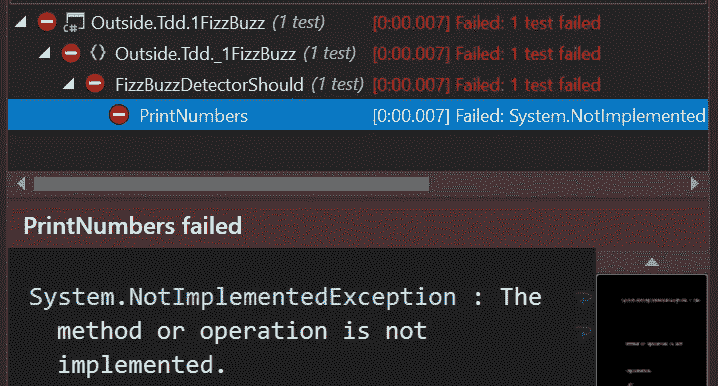 C# Outside.Tdd.1FizzBuzz (1 test) [0:00.007] Failed: 1 test failed
Outside.Tdd._1FizzBuzz (1 test) [0:00.007] Failed: 1 test failed
FizzBuzzDetectorShould (1 test) [0:00.007] Failed: 1 test failed
PrintNumbers [0:00.007] Failed: System.NotImplemented
PrintNumbers failed
System.NotImplementedException : The
method or operation is not
implemented.